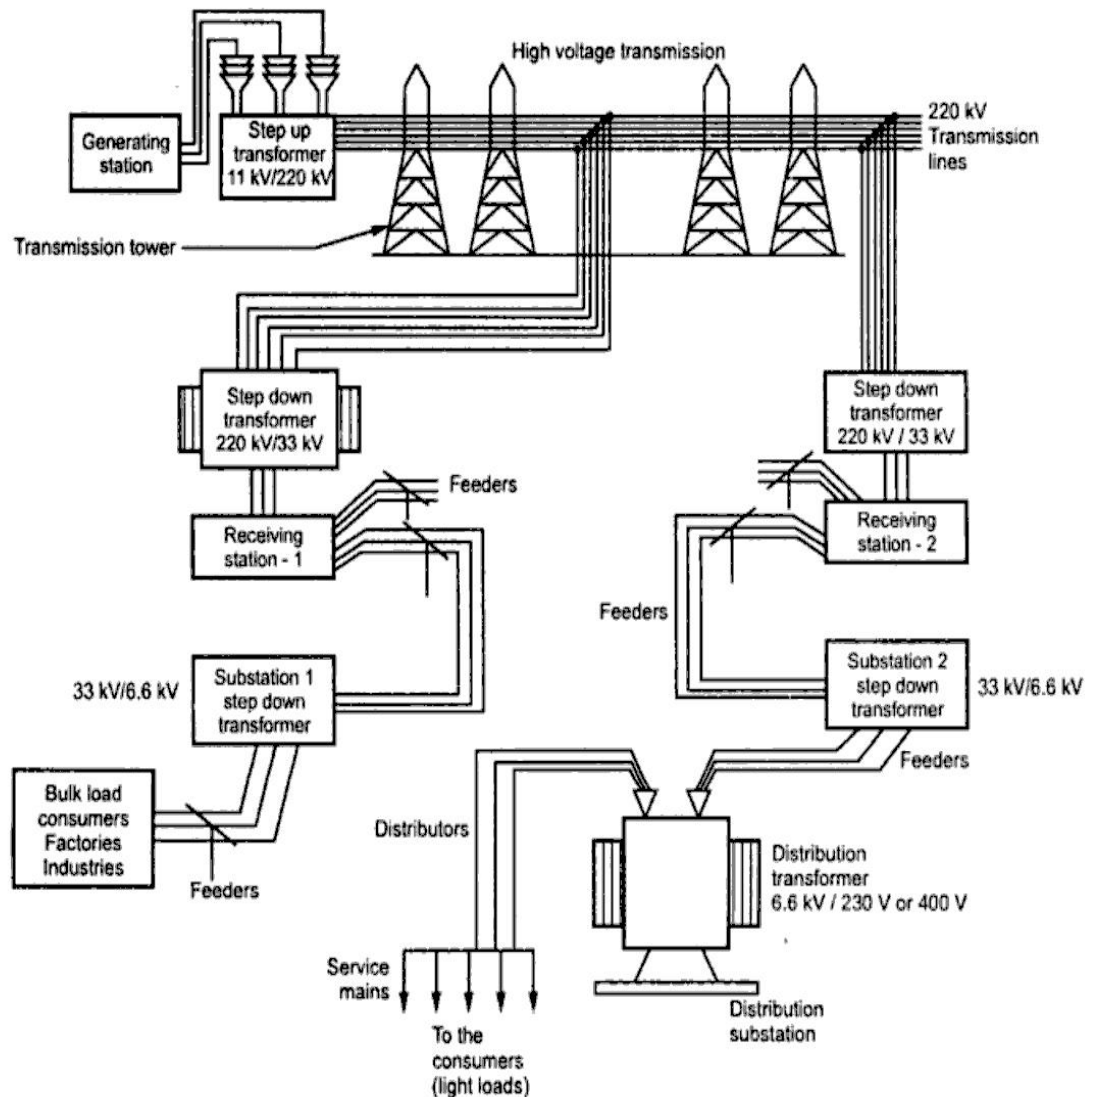 High voltage transmission
Generating
station
Step up
transformer
11 kV/220 kV
220 kV
Transmission
lines
Transmission tower
Step down
transformer
220 kV/33 kV
Step down
transformer
220 kV / 33 kV
Feeders
Receiving
station - 1
Receiving
station - 2
Feeders
33 kV/6.6 kV
Substation 1
step down
transformer
Substation 2
step down
transformer
33 kV/6.6 kV
Feeders
Bulk load
consumers
Factories
Industries
Feeders
Distributors
Distribution
transformer
6.6 kV / 230 V or 400 V
Service
mains
Distribution
substation
To the
consumers
(light loads)